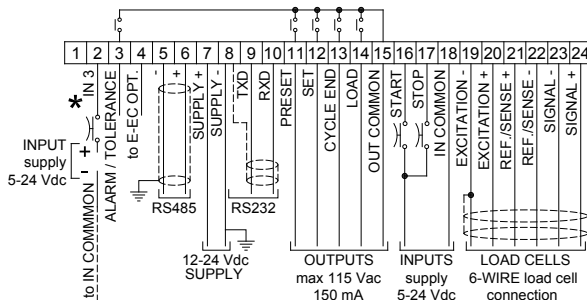 1 2 3 4 5 6 7 8 9 10 11 12 13 14 15 16 17 18 19 20 21 22 23 24
*
IN 3
ALARM / TOLERANCE
to E-EC OPT.
-
+
SUPPLY +
SUPPLY -
TXD
RXD
PRESET
SET
CYCLE END
LOAD
OUT COMMON
START
STOP
IN COMMON
EXCITATION -
EXCITATION +
REF./SENSE +
REF./SENSE -
SIGNAL -
SIGNAL +
INPUT
supply
5-24 Vdc
+
-
to IN COMMMON
RS485
RS232
12-24 Vdc
SUPPLY
OUTPUTS
max 115 Vac
150 mA
INPUTS
supply
5-24 Vdc
LOAD CELLS
6-WIRE load cell
connection